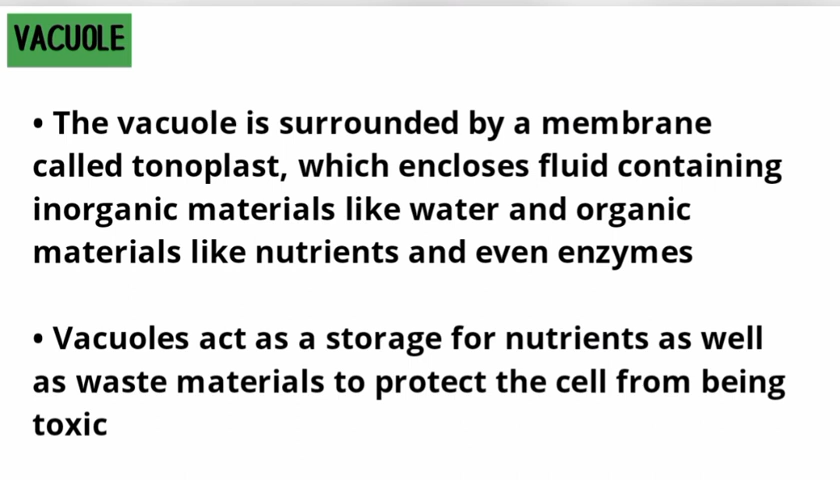 VACUOLE
• The vacuole is surrounded by a membrane
called tonoplast, which encloses fluid containing
inorganic materials like water and organic
materials like nutrients and even enzymes
• Vacuoles act as a storage for nutrients as well
as waste materials to protect the cell from being
toxic